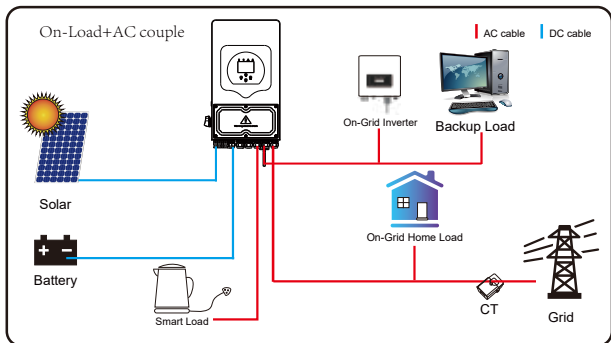 On-Load+AC couple
AC cable
DC cable
On-Grid Inverter
Backup Load
Solar
On-Grid Home Load
Battery
Smart Load
CT
Grid